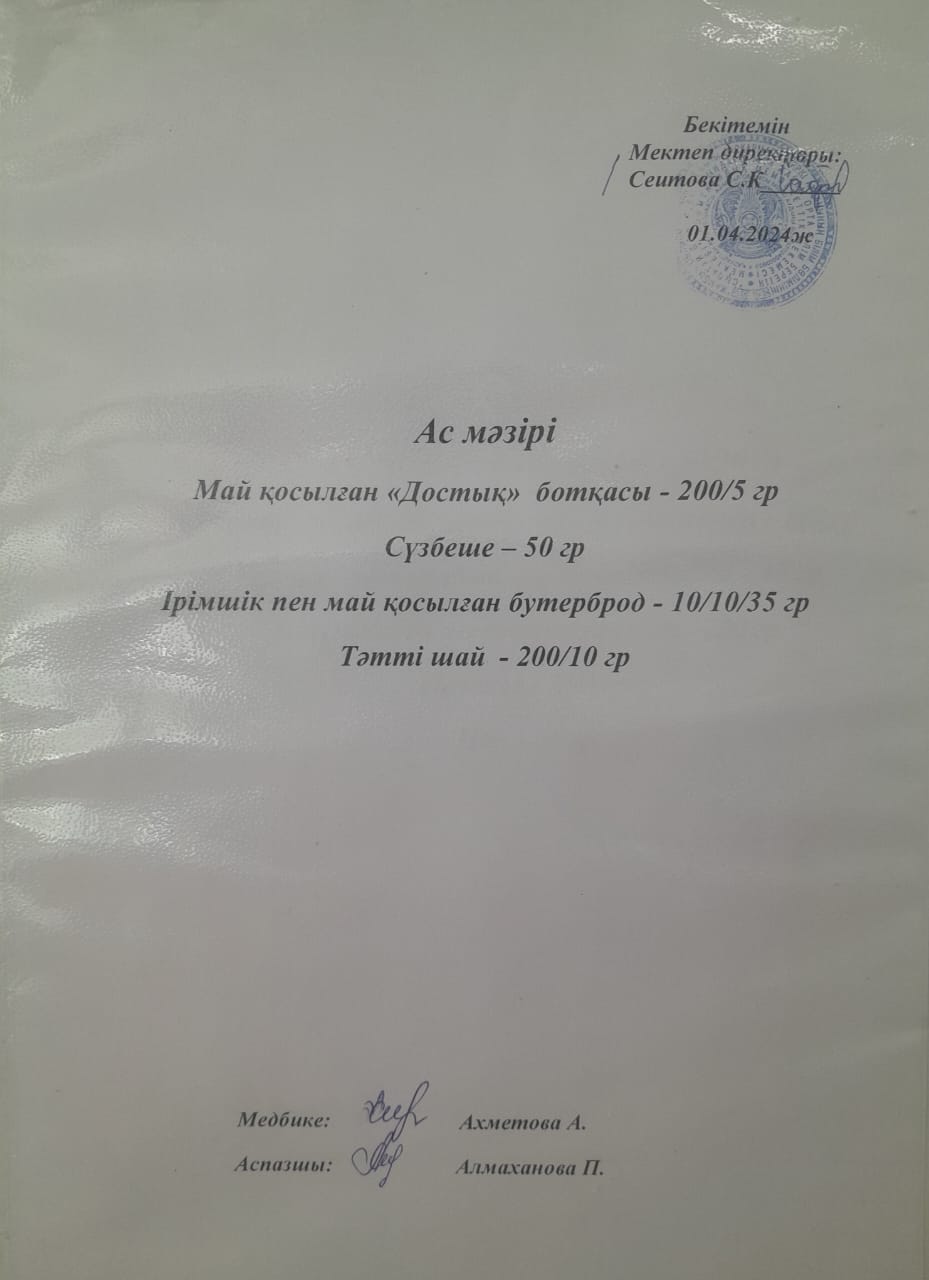 Бекітемін
Мектеп директоры:
Сеитова С.К
01.04.2024ж
Ас мәзірі
Май қосылған «Достық» ботқасы - 200/5 гр
Сүзбеше – 50 гр
Ірімшік пен май қосылған бутерброд - 10/10/35 гр
Тәтті шай - 200/10 гр
Медбике: Ахметова А.
Аспазшы: Алмаханова П.